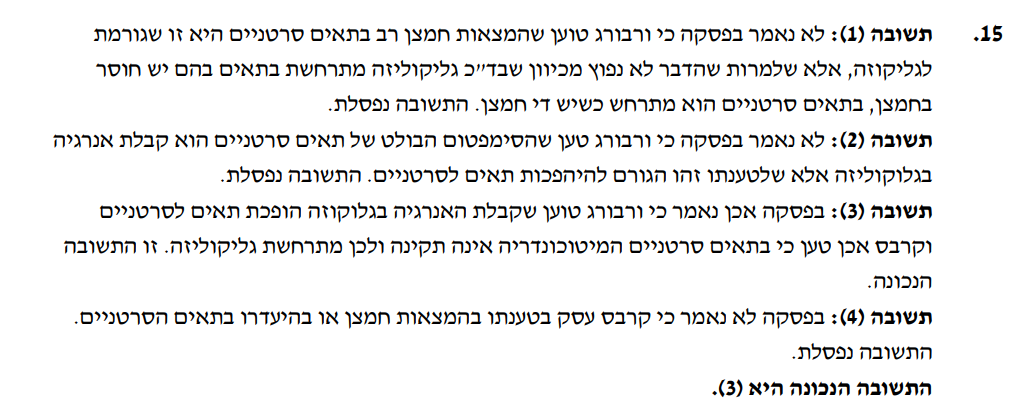 15. תשובה (1): לא נאמר בפסקה כי ורבורג טוען שהמצאות חמצן רב בתאים סרטניים היא זו שגורמת
לגליקוזה, אלא שלמרות שהדבר לא נפוץ מכיוון שבד״כ גליקוליזה מתרחשת בתאים בהם יש חוסר
בחמצן, בתאים סרטניים הוא מתרחש כשיש די חמצן. התשובה נפסלת.
תשובה (2): לא נאמר בפסקה כי ורבורג טען שהסימפטום הבולט של תאים סרטניים הוא קבלת אנרגיה
בגלוקוליזה אלא שלטענתו זהו הגורם להיהפכות תאים לסרטניים. התשובה נפסלת.
תשובה (3): בפסקה אכן נאמר כי ורבורג טוען שקבלת האנרגיה בגלוקוזה הופכת תאים לסרטניים
וקרבס אכן טען כי בתאים סרטניים המיטוכונדריה אינה תקינה ולכן מתרחשת גליקוליזה. זו התשובה
הנכונה.
תשובה (4): בפסקה לא נאמר כי קרבס עסק בטענתו בהמצאות חמצן או בהיעדרו בתאים הסרטניים.
התשובה נפסלת.
התשובה הנכונה היא (3).